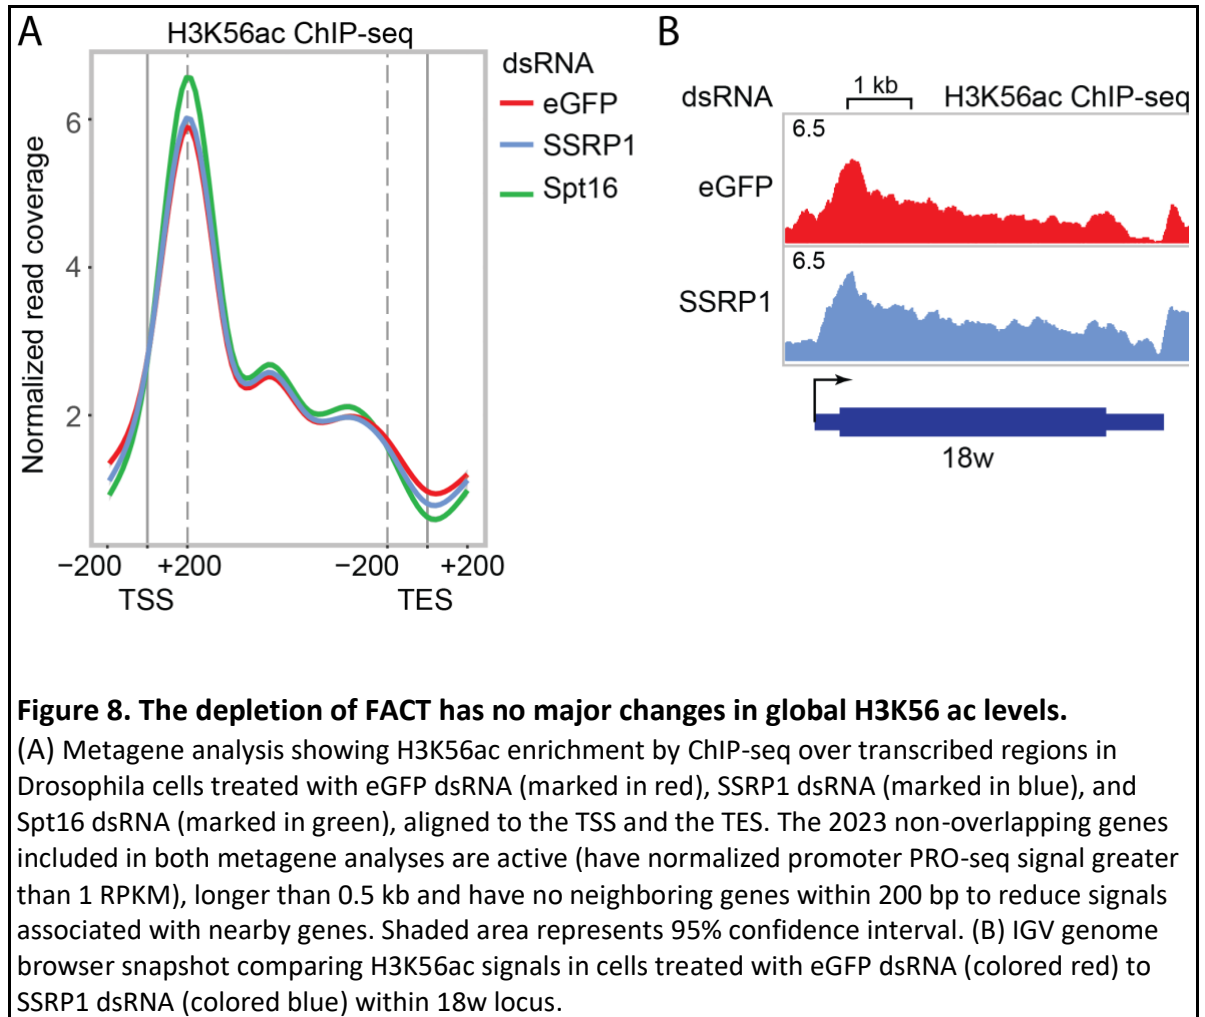 A
H3K56ac ChIP-seq
Normalized read coverage
6
4
2
−200
+200
−200
+200
TSS
TES
dsRNA
eGFP
SSRP1
Spt16
B
dsRNA
1 kb
H3K56ac ChIP-seq
6.5
eGFP
6.5
SSRP1
18w
Figure 8. The depletion of FACT has no major changes in global H3K56 ac levels.
(A) Metagene analysis showing H3K56ac enrichment by ChIP-seq over transcribed regions in
Drosophila cells treated with eGFP dsRNA (marked in red), SSRP1 dsRNA (marked in blue), and
Spt16 dsRNA (marked in green), aligned to the TSS and the TES. The 2023 non-overlapping genes
included in both metagene analyses are active (have normalized promoter PRO-seq signal greater
than 1 RPKM), longer than 0.5 kb and have no neighboring genes within 200 bp to reduce signals
associated with nearby genes. Shaded area represents 95% confidence interval. (B) IGV genome
browser snapshot comparing H3K56ac signals in cells treated with eGFP dsRNA (colored red) to
SSRP1 dsRNA (colored blue) within 18w locus.